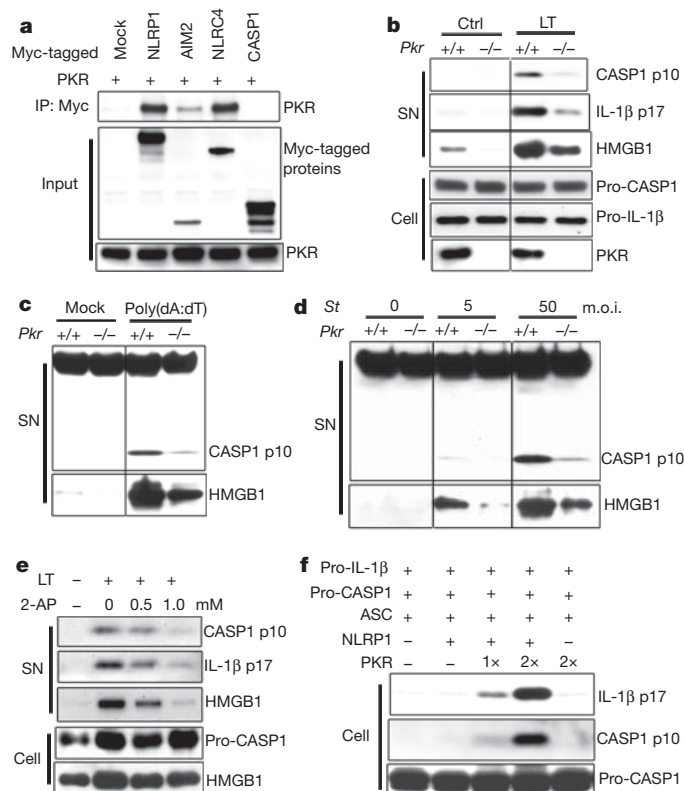 a
Myc-tagged Mock NLRP1 AIM2 NLRC4 CASP1
PKR + + + + +
IP: Myc PKR
Input Myc-tagged proteins
PKR
b
Ctrl LT
Pkr +/+ −/− +/+ −/−
SN CASP1 p10
IL-1β p17
HMGB1
Cell Pro-CASP1
Pro-IL-1β
PKR
c
Mock Poly(dA:dT)
Pkr +/+ −/− +/+ −/−
SN CASP1 p10
HMGB1
d
St 0 5 50 m.o.i.
Pkr +/+ −/− +/+ −/− +/+ −/−
SN CASP1 p10
HMGB1
e
LT − + + +
2-AP − 0 0.5 1.0 mM
SN CASP1 p10
IL-1β p17
HMGB1
Cell Pro-CASP1
HMGB1
f
Pro-IL-1β + + + + +
Pro-CASP1 + + + + +
ASC + + + + +
NLRP1 − + + + −
PKR − − 1× 2× 2×
Cell IL-1β p17
CASP1 p10
Pro-CASP1